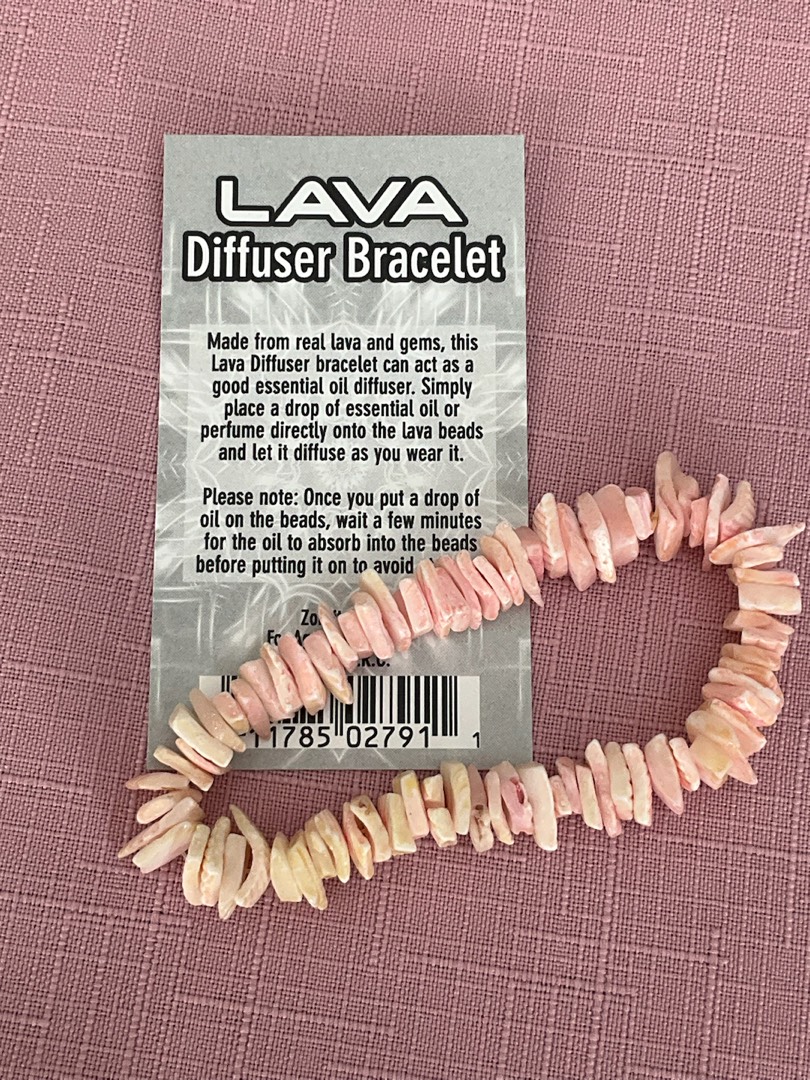 LAVA
Diffuser Bracelet
Made from real lava and gems, this
Lava Diffuser bracelet can act as a
good essential oil diffuser. Simply
place a drop of essential oil or
perfume directly onto the lava beads
and let it diffuse as you wear it.
Please note: Once you put a drop of
oil on the beads, wait a few minutes
for the oil to absorb into the beads
before putting it on to avoid
11785 02791 1